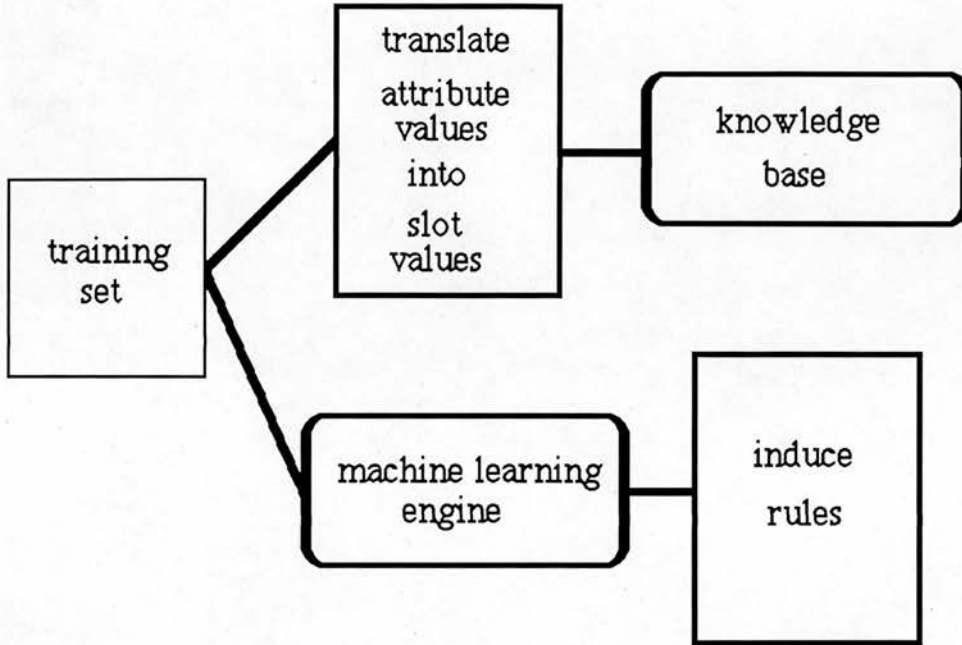 training
set
translate
attribute
values
into
slot
values
knowledge
base
machine learning
engine
induce
rules